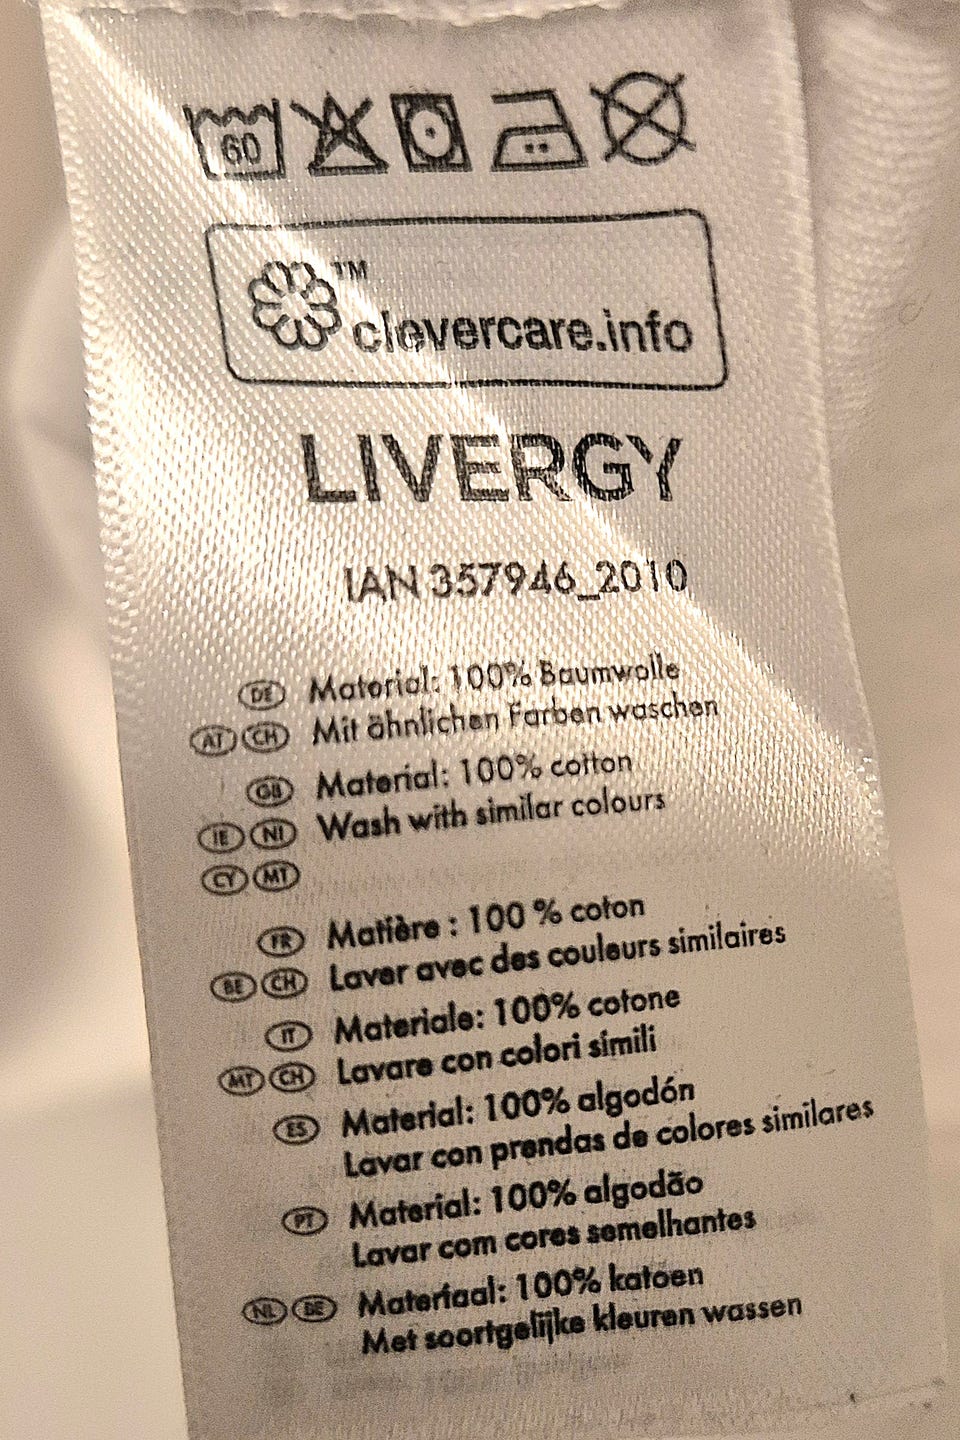 60
TM
clevercare.info
LIVERGY
IAN 357946_2010
DE Material: 100% Baumwolle
AT CH Mit ähnlichen Farben waschen
GB Material: 100% cotton
IE NI Wash with similar colours
CY MT
FR Matière : 100 % coton
BE CH Laver avec des couleurs similaires
IT Materiale: 100% cotone
MT CH Lavare con colori simili
ES Material: 100% algodón
Lavar con prendas de colores similares
PT Material: 100% algodão
Lavar com cores semelhantes
NL BE Materiaal: 100% katoen
Met soortgelijke kleuren wassen